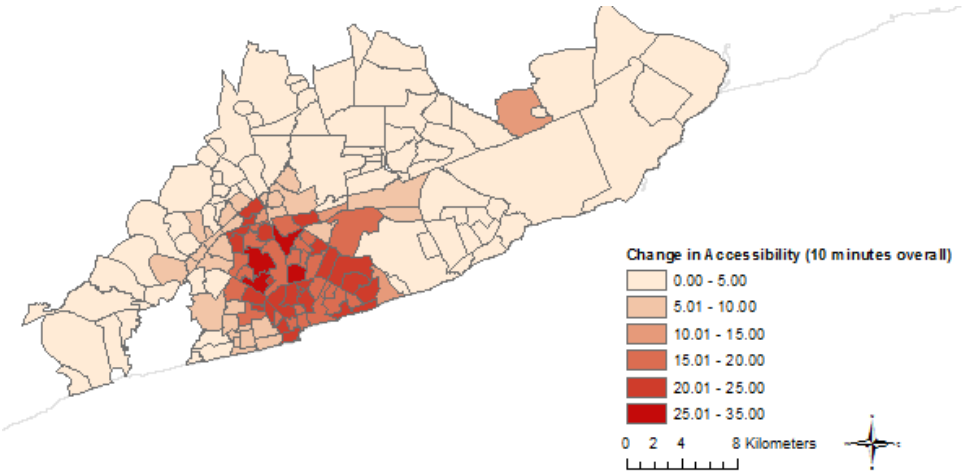 Change in Accessibility (10 minutes overall)
0.00 - 5.00
5.01 - 10.00
10.01 - 15.00
15.01 - 20.00
20.01 - 25.00
25.01 - 35.00
0 2 4 8 Kilometers